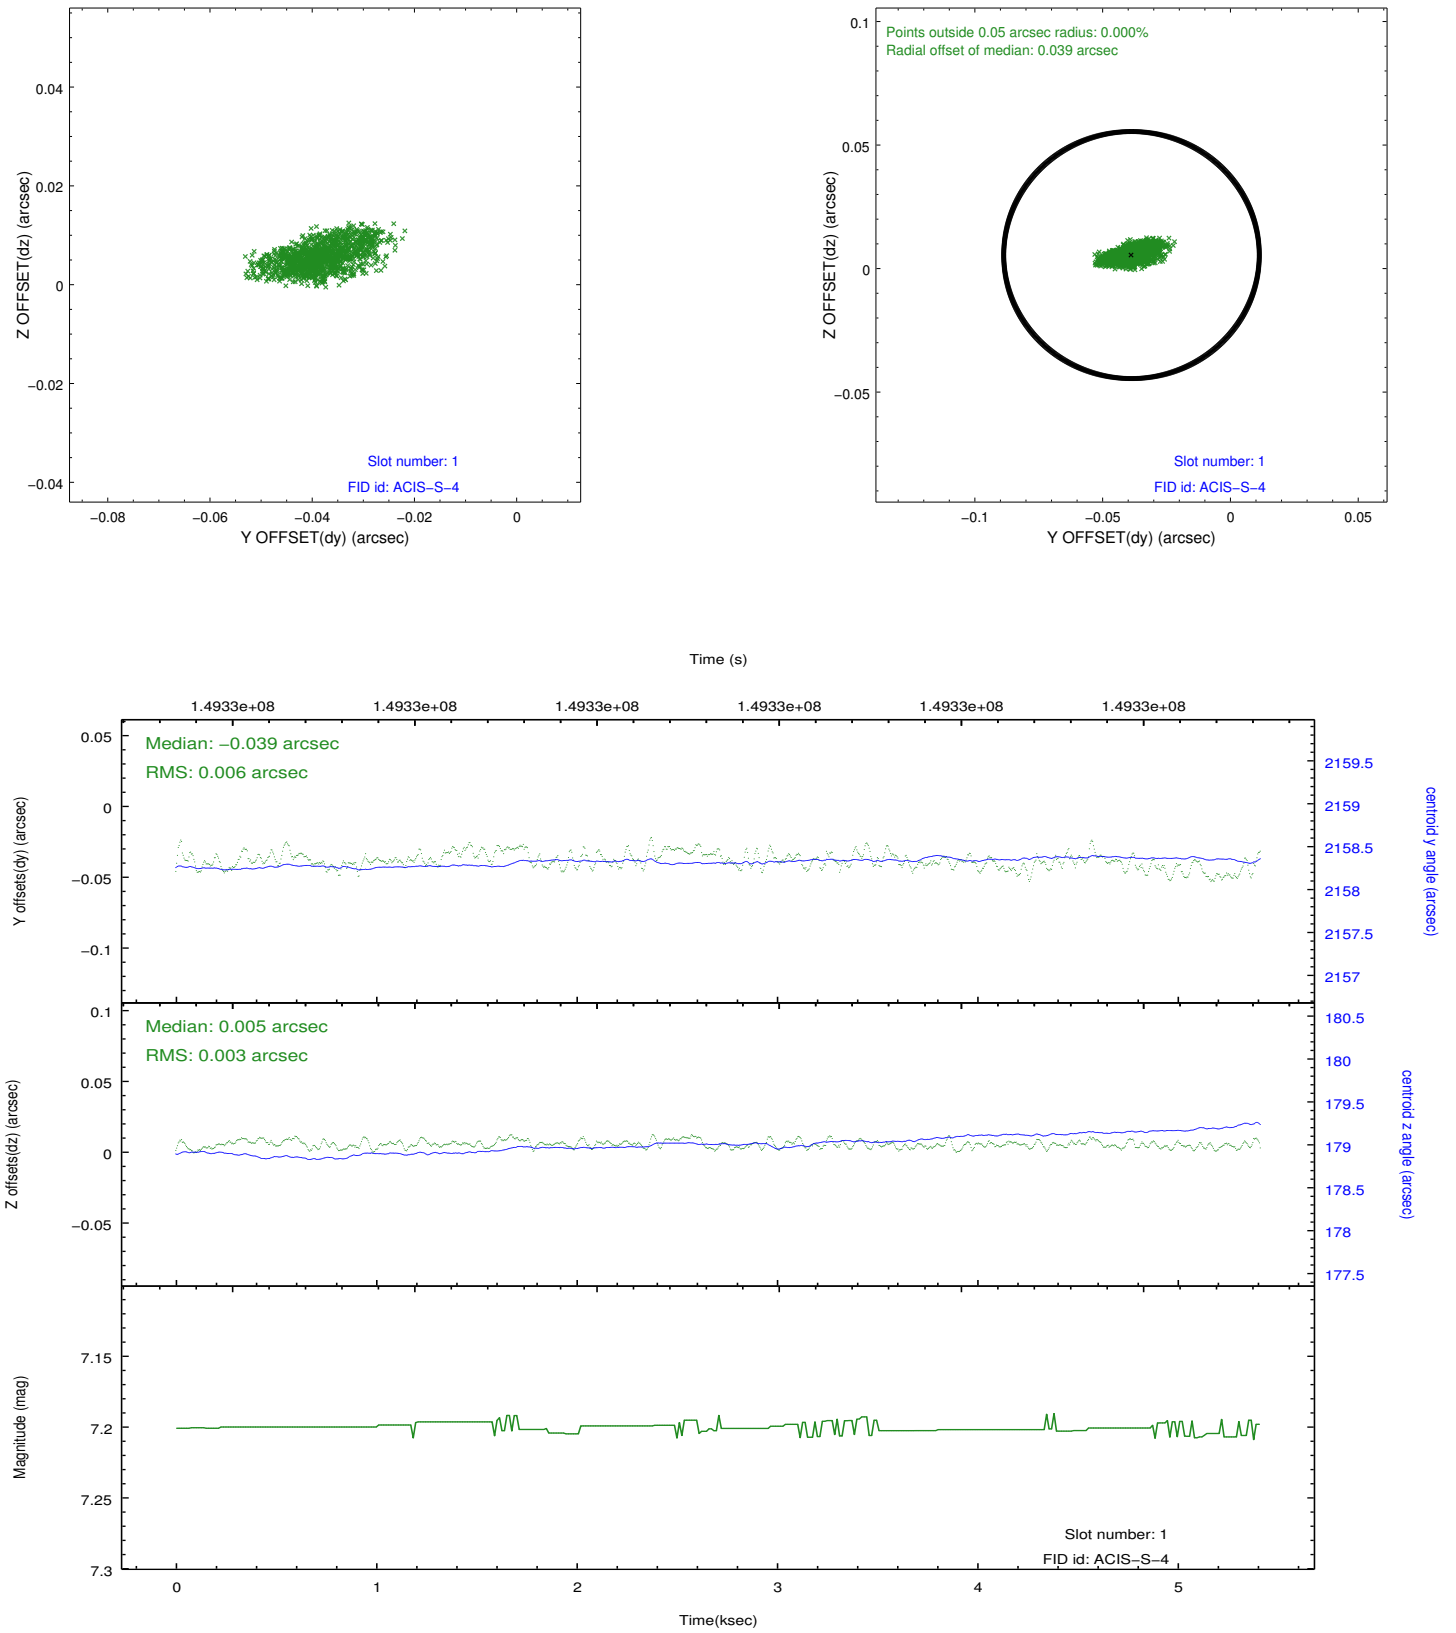 0.04
0.02
0
−0.02
−0.04
Z OFFSET(dz) (arcsec)
Slot number: 1
FID id: ACIS−S−4
−0.08
−0.06
−0.04
−0.02
0
Y OFFSET(dy) (arcsec)
Points outside 0.05 arcsec radius: 0.000%
Radial offset of median: 0.039 arcsec
0.1
0.05
0
−0.05
Z OFFSET(dz) (arcsec)
Slot number: 1
FID id: ACIS−S−4
−0.1
−0.05
0
0.05
Y OFFSET(dy) (arcsec)
Time (s)
1.4933e+08
1.4933e+08
1.4933e+08
1.4933e+08
1.4933e+08
1.4933e+08
Median: −0.039 arcsec
RMS: 0.006 arcsec
0.05
0
−0.05
−0.1
Y offsets(dy) (arcsec)
2159.5
2159
2158.5
2158
2157.5
2157
centroid y angle (arcsec)
Median: 0.005 arcsec
RMS: 0.003 arcsec
0.1
0.05
0
−0.05
Z offsets(dz) (arcsec)
180.5
180
179.5
179
178.5
178
177.5
centroid z angle (arcsec)
7.15
7.2
7.25
7.3
Magnitude (mag)
Slot number: 1
FID id: ACIS−S−4
0
1
2
3
4
5
Time(ksec)